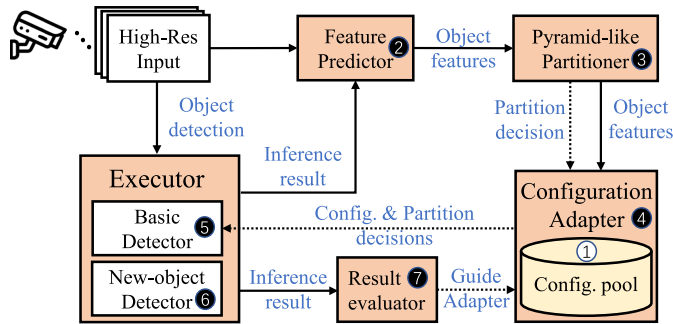 High-Res
Input
Feature
Predictor 2
Object
features
Pyramid-like
Partitioner 3
Object
detection
Partition
decision
Object
features
Inference
result
Executor
Basic
Detector 5
New-object
Detector 6
Config. & Partition
decisions
Configuration
Adapter 4
1
Config. pool
Inference
result
Result 7
evaluator
Guide
Adapter